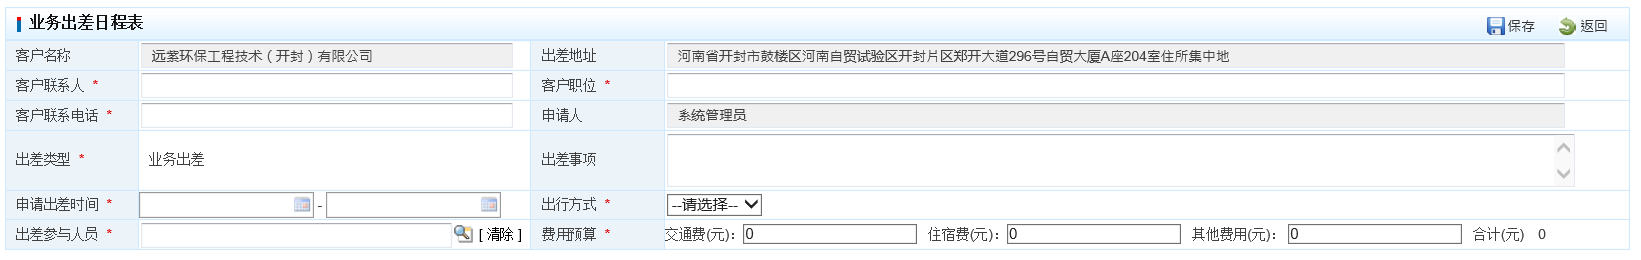 业务出差日程表 保存 返回
客户名称 远紫环保工程技术（开封）有限公司 出差地址 河南省开封市鼓楼区河南自贸试验区开封片区郑开大道296号自贸大厦A座204室住所集中地
客户联系人 * 客户职位 *
客户联系电话 * 申请人 系统管理员
出差类型 * 业务出差 出差事项
申请出差时间 * - 出行方式 * --请选择--
出差参与人员 * [ 清除 ] 费用预算 * 交通费(元)：0 住宿费(元)：0 其他费用(元)：0 合计(元) 0